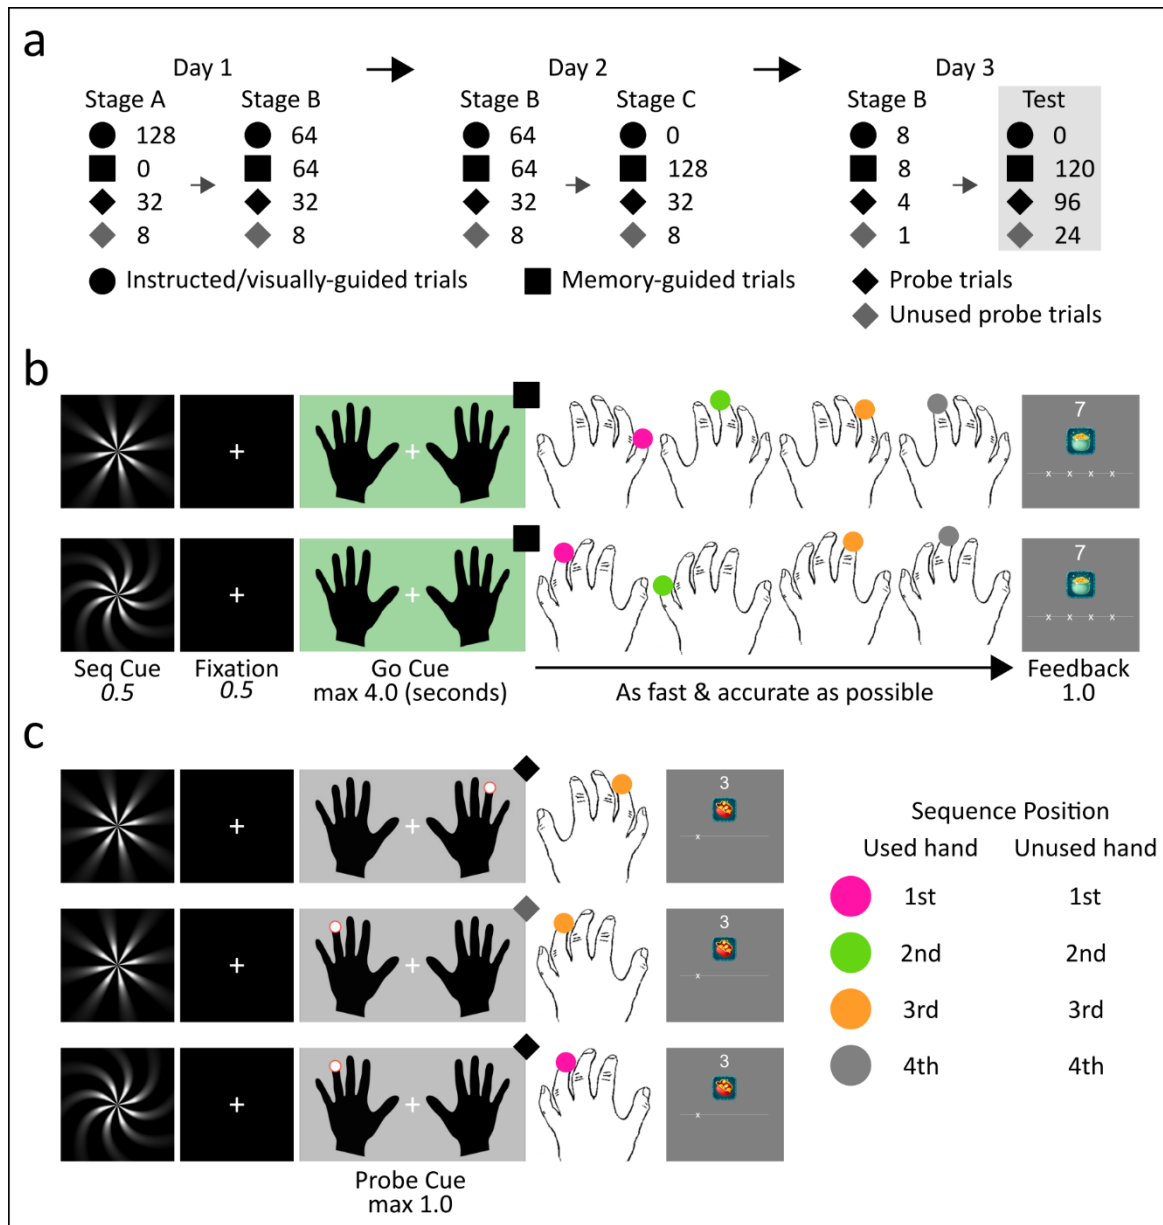 a
Day 1 Day 2 Day 3
Stage A Stage B Stage B Stage C Stage B Test
128 64 64 0 8 0
0 64 64 128 8 120
32 32 32 32 4 96
8 8 8 8 1 24
Instructed/visually-guided trials Memory-guided trials Probe trials
Unused probe trials
b
+ + 7
x x x x
+ + 7
x x x x
Seq Cue Fixation Go Cue As fast & accurate as possible Feedback
0.5 0.5 max 4.0 (seconds) 1.0
c
+ + 3
x
+ + 3
x
+ + 3
x
Probe Cue
max 1.0
Sequence Position
Used hand Unused hand
1st 1st
2nd 2nd
3rd 3rd
4th 4th